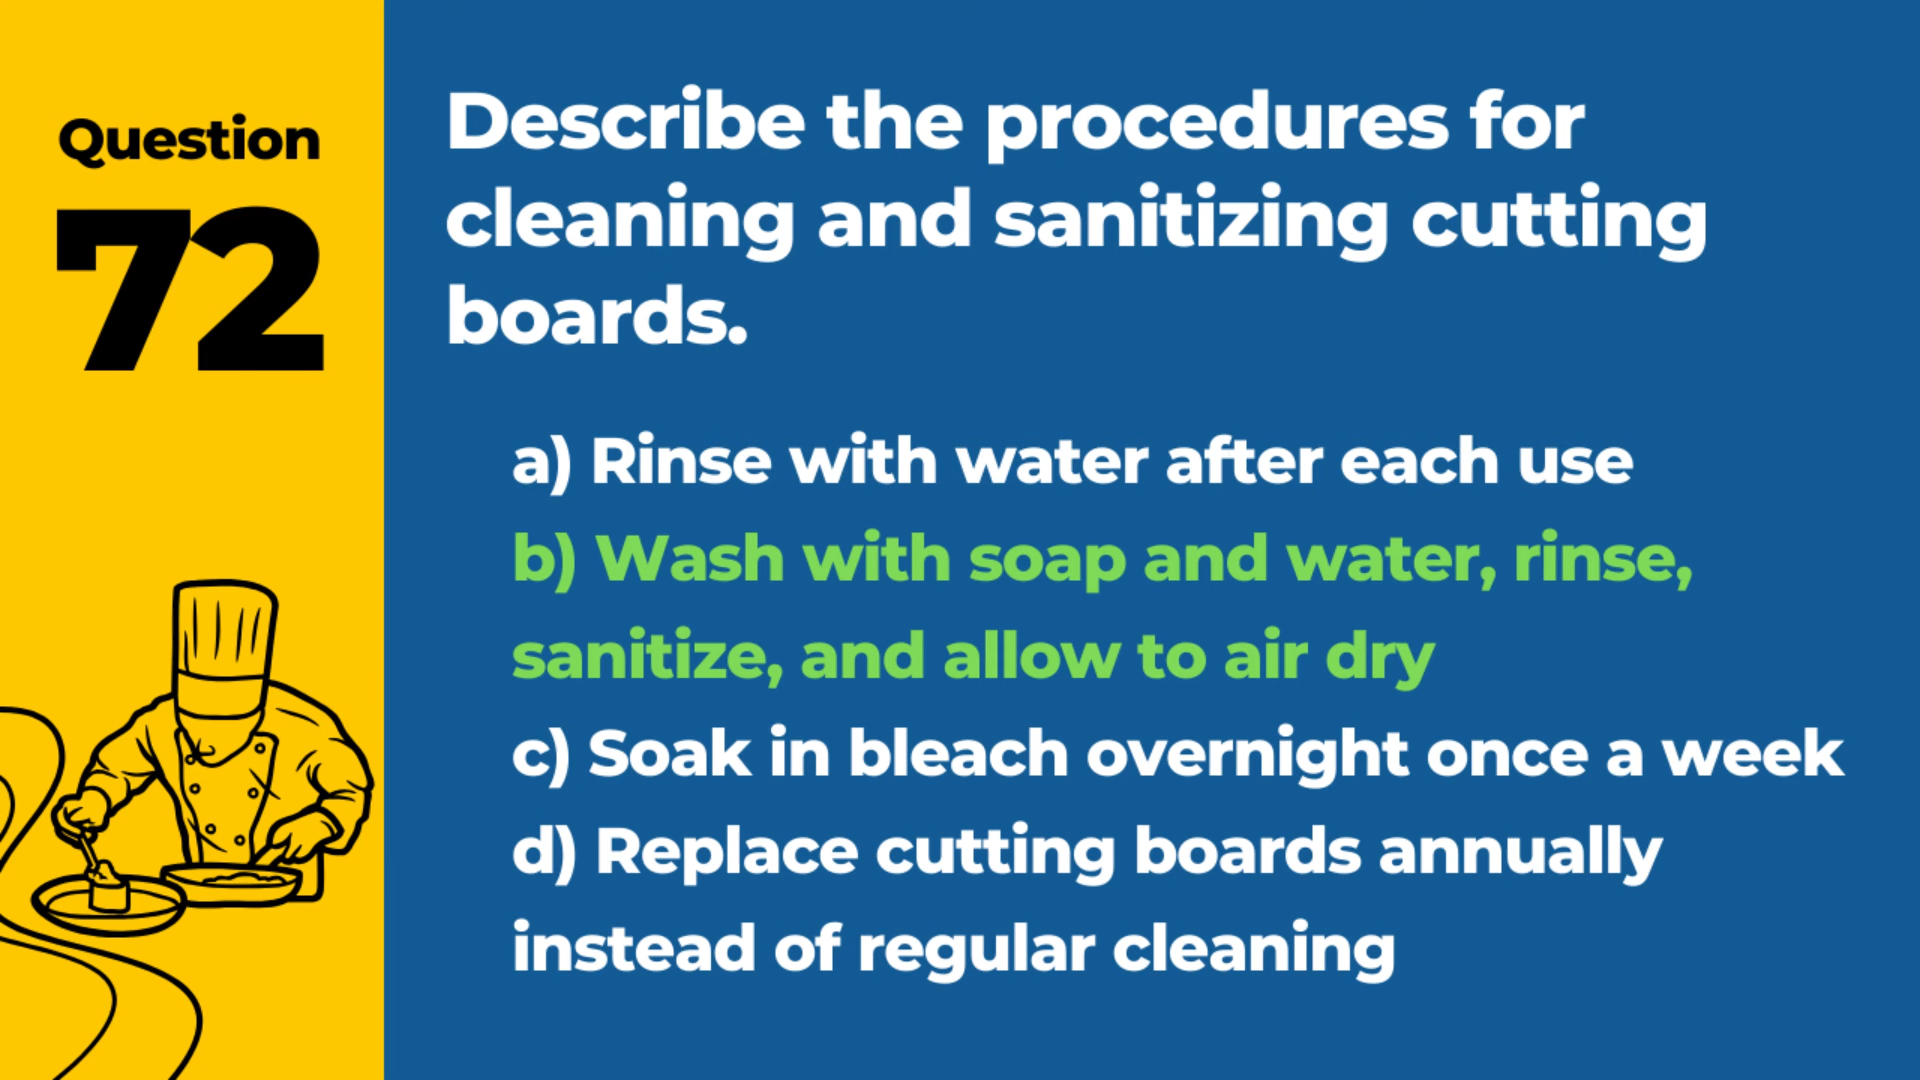 Question
72
Describe the procedures for
cleaning and sanitizing cutting
boards.
a) Rinse with water after each use
b) Wash with soap and water, rinse,
sanitize, and allow to air dry
c) Soak in bleach overnight once a week
d) Replace cutting boards annually
instead of regular cleaning